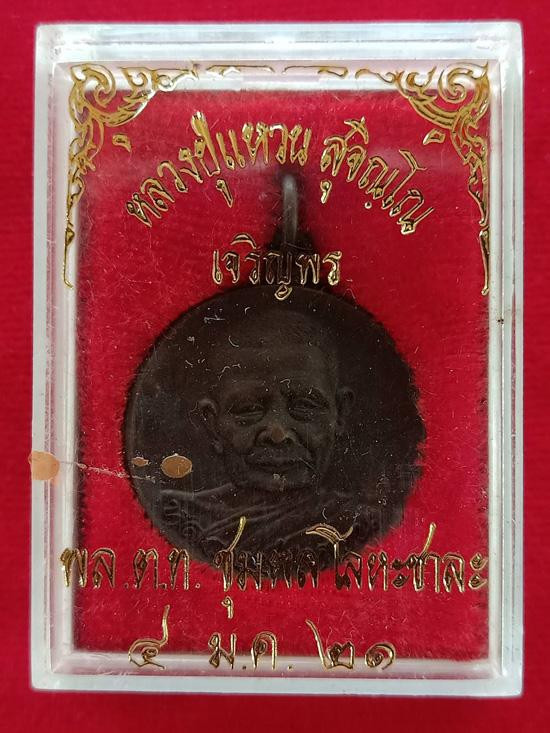 หลวงปู่แหวน สุจิณฺโณ
เจริญพร
พล.ต.ท. ชุมพล โลหะชาละ
๔ ม.ค. ๒๑